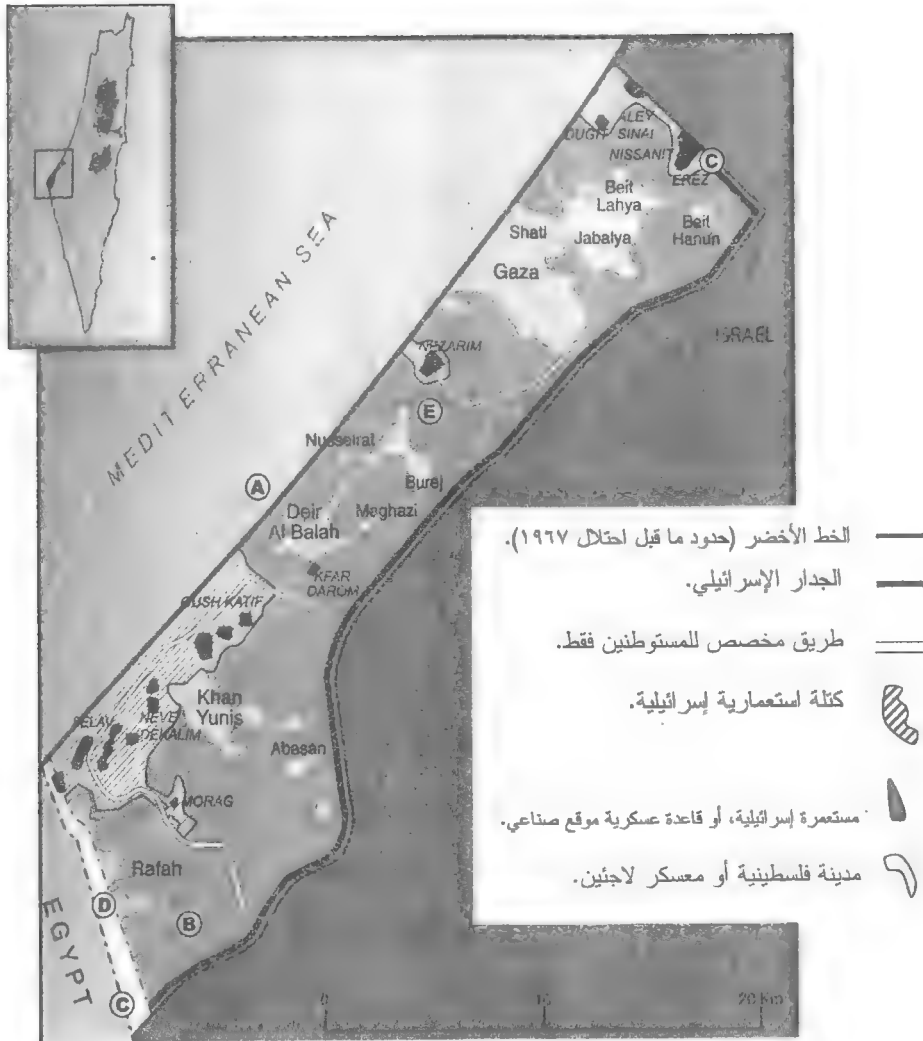 ALEY
SINAI
DUGIT
NISSANIT
C
EREZ
Beit
Lahya
Beit
Hanun
Shati
Jabalya
Gaza
MEDITERRANEAN SEA
ISRAEL
NEZARIM
E
Nusseirat
A
Burej
Deir
Al Balah
Maghazi
KFAR
DAROM
GUSH KATIF
Khan
Yunis
NEVE
DEKALIM
Abasan
MORAG
Rafah
D
B
EGYPT
C
0 10 20 Km
الخط الأخضر (حدود ما قبل احتلال ١٩٦٧).
الجدار الإسرائيلي.
طريق مخصص للمستوطنين فقط.
كتلة استعمارية إسرائيلية.
مستعمرة إسرائيلية، أو قاعدة عسكرية موقع صناعي.
مدينة فلسطينية أو معسكر لاجئين.